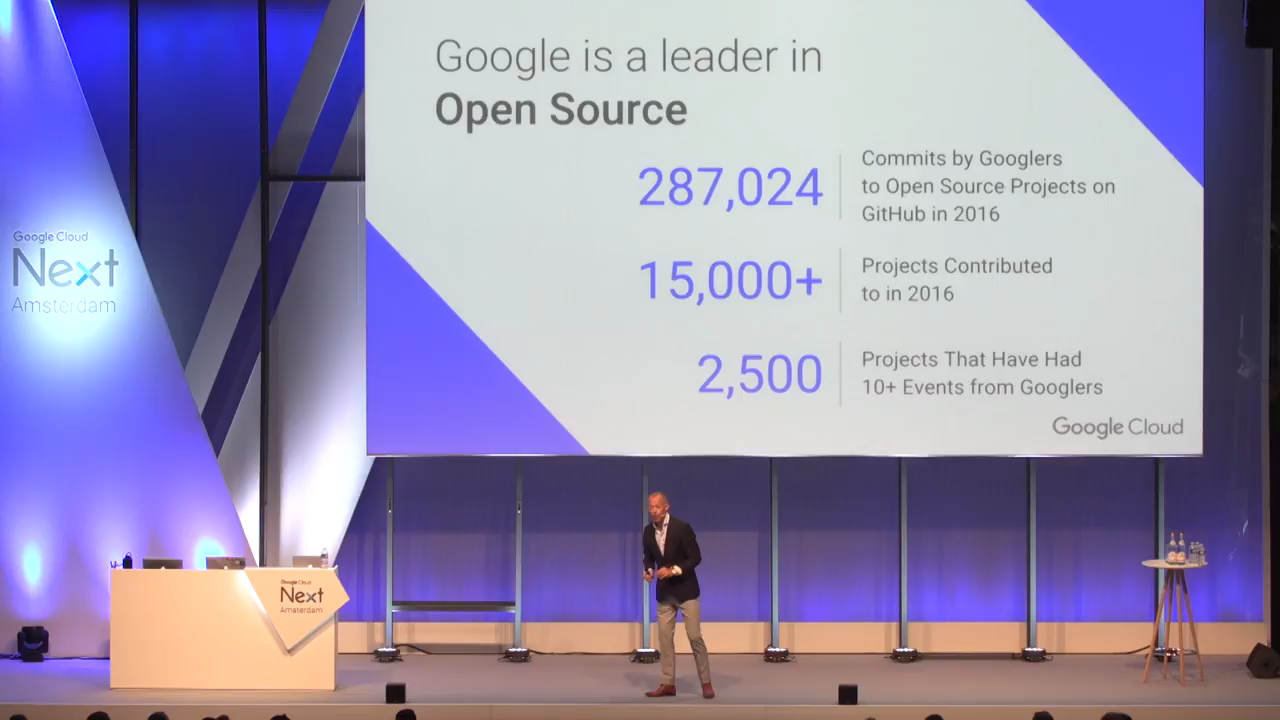 Google is a leader in
Open Source
287,024
Commits by Googlers
to Open Source Projects on
GitHub in 2016
15,000+
Projects Contributed
to in 2016
2,500
Projects That Have Had
10+ Events from Googlers
Google Cloud
Google Cloud
Next
Amsterdam
Google Cloud
Next
Amsterdam